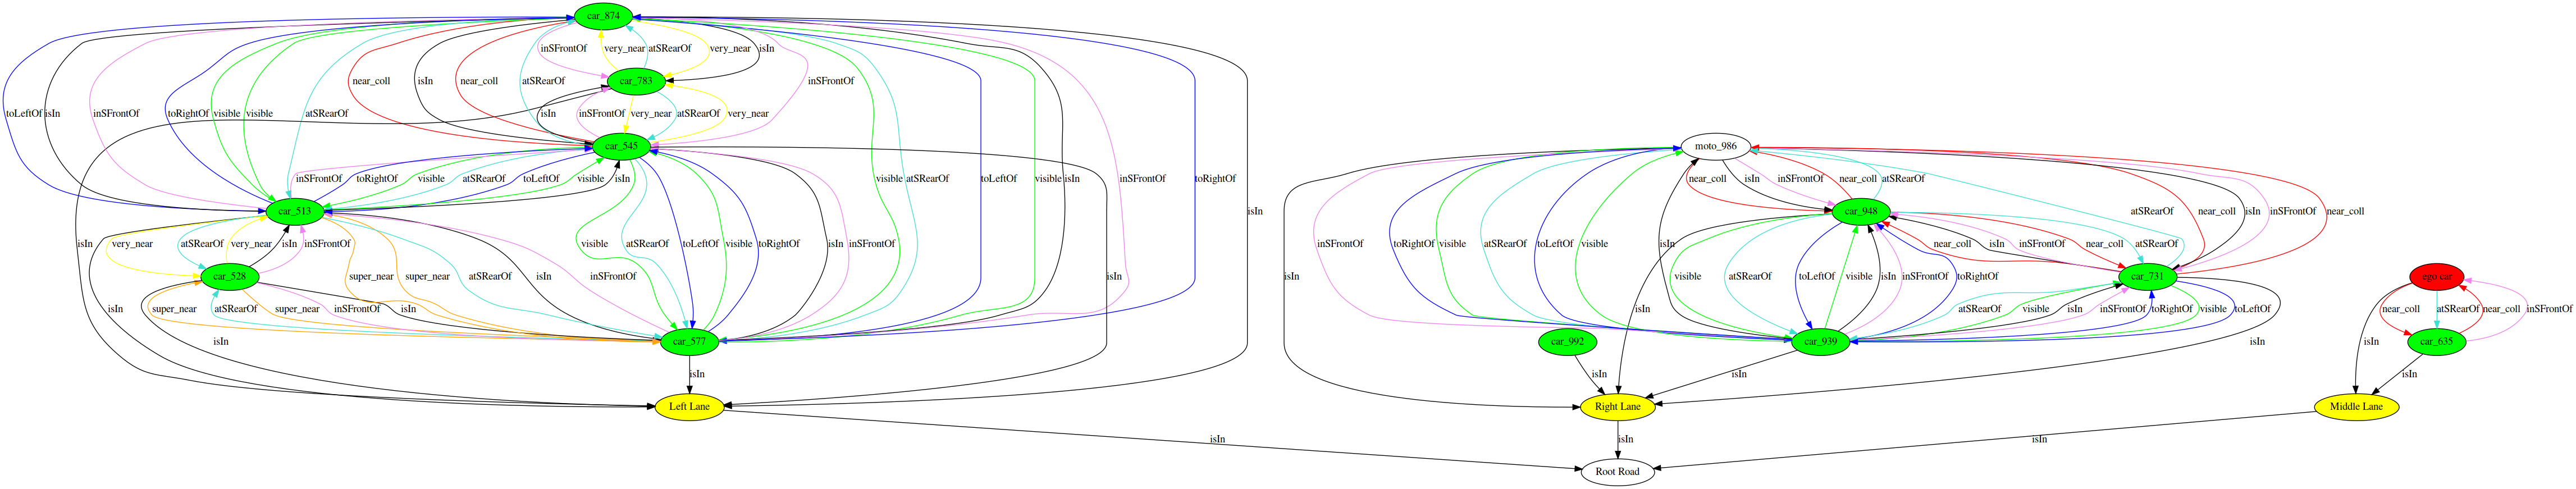 car_874
inSFrontOf very_near atSRearOf very_near isIn
car_783
near_coll isIn near_coll atSRearOf inSFrontOf
toLeftOf isIn inSFrontOf toRightOf visible visible atSRearOf isIn inSFrontOf very_near atSRearOf very_near
car_545
moto_986
inSFrontOf toRightOf visible atSRearOf toLeftOf visible isIn visible atSRearOf toLeftOf visible isIn inSFrontOf toRightOf
near_coll isIn inSFrontOf near_coll atSRearOf
car_513
car_948
isIn atSRearOf near_coll isIn inSFrontOf near_coll
isIn very_near atSRearOf very_near isIn inSFrontOf visible atSRearOf toLeftOf visible toRightOf isIn inSFrontOf
inSFrontOf toRightOf visible atSRearOf toLeftOf visible isIn near_coll isIn inSFrontOf near_coll atSRearOf
car_528
super_near super_near atSRearOf isIn inSFrontOf isIn
isIn visible atSRearOf toLeftOf visible isIn inSFrontOf toRightOf
car_731
ego car
isIn super_near atSRearOf super_near inSFrontOf isIn
isIn atSRearOf visible isIn inSFrontOf toRightOf visible toLeftOf
near_coll atSRearOf near_coll inSFrontOf
isIn
car_577
car_992
car_939
isIn
isIn
car_635
isIn
isIn
isIn
isIn
Left Lane
Right Lane
Middle Lane
isIn
isIn
isIn
Root Road